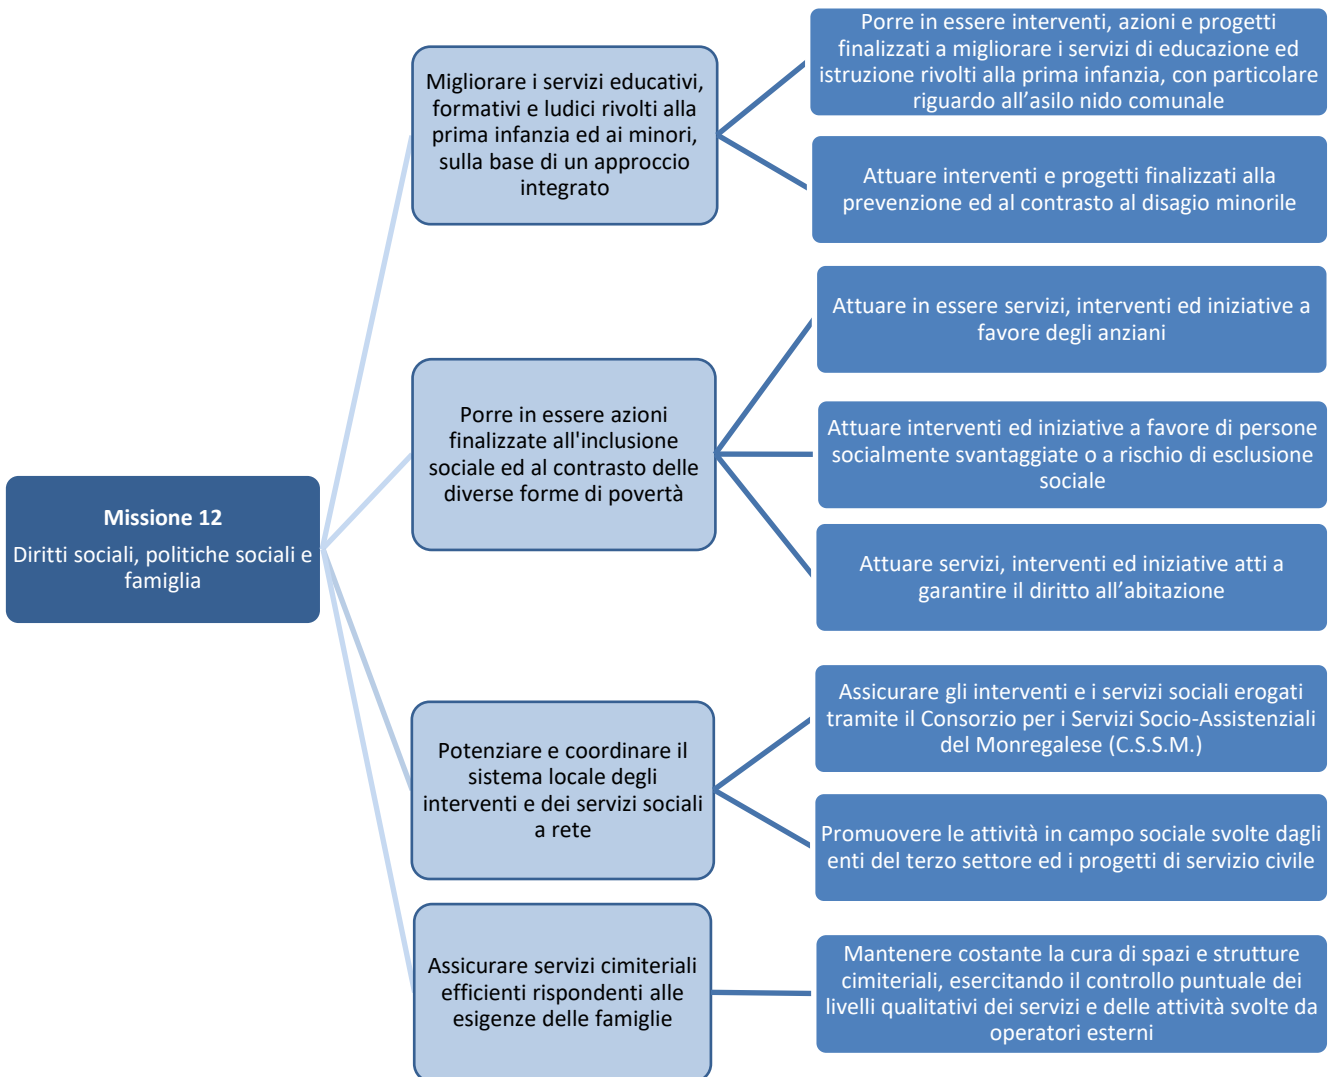 Missione 12
Diritti sociali, politiche sociali e
famiglia
Migliorare i servizi educativi,
formativi e ludici rivolti alla
prima infanzia ed ai minori,
sulla base di un approccio
integrato
Porre in essere interventi, azioni e progetti
finalizzati a migliorare i servizi di educazione ed
istruzione rivolti alla prima infanzia, con particolare
riguardo all’asilo nido comunale
Attuare interventi e progetti finalizzati alla
prevenzione ed al contrasto al disagio minorile
Porre in essere azioni
finalizzate all'inclusione
sociale ed al contrasto delle
diverse forme di povertà
Attuare in essere servizi, interventi ed iniziative a
favore degli anziani
Attuare interventi ed iniziative a favore di persone
socialmente svantaggiate o a rischio di esclusione
sociale
Attuare servizi, interventi ed iniziative atti a
garantire il diritto all’abitazione
Potenziare e coordinare il
sistema locale degli
interventi e dei servizi sociali
a rete
Assicurare gli interventi e i servizi sociali erogati
tramite il Consorzio per i Servizi Socio-Assistenziali
del Monregalese (C.S.S.M.)
Promuovere le attività in campo sociale svolte dagli
enti del terzo settore ed i progetti di servizio civile
Assicurare servizi cimiteriali
efficienti rispondenti alle
esigenze delle famiglie
Mantenere costante la cura di spazi e strutture
cimiteriali, esercitando il controllo puntuale dei
livelli qualitativi dei servizi e delle attività svolte da
operatori esterni